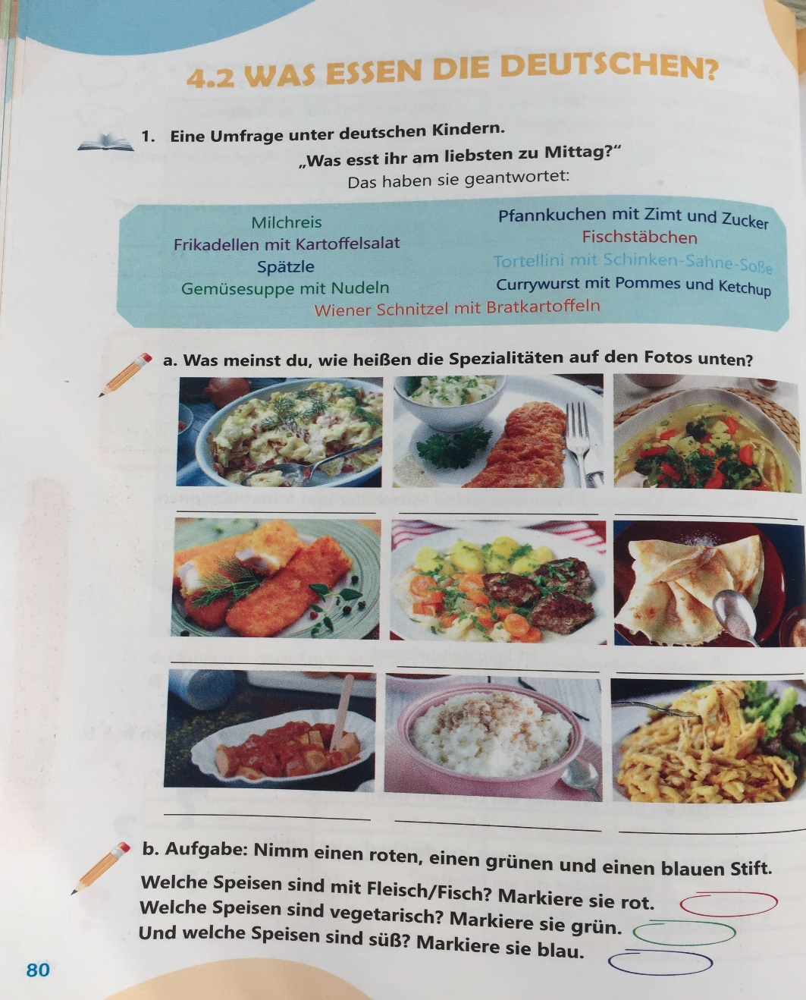 4.2 WAS ESSEN DIE DEUTSCHEN?
1. Eine Umfrage unter deutschen Kindern.
„Was esst ihr am liebsten zu Mittag?“
Das haben sie geantwortet:
Milchreis
Frikadellen mit Kartoffelsalat
Spätzle
Gemüsesuppe mit Nudeln
Pfannkuchen mit Zimt und Zucker
Fischstäbchen
Tortellini mit Schinken-Sahne-Soße
Currywurst mit Pommes und Ketchup
Wiener Schnitzel mit Bratkartoffeln
a. Was meinst du, wie heißen die Spezialitäten auf den Fotos unten?
b. Aufgabe: Nimm einen roten, einen grünen und einen blauen Stift.
Welche Speisen sind mit Fleisch/Fisch? Markiere sie rot.
Welche Speisen sind vegetarisch? Markiere sie grün.
Und welche Speisen sind süß? Markiere sie blau.
80